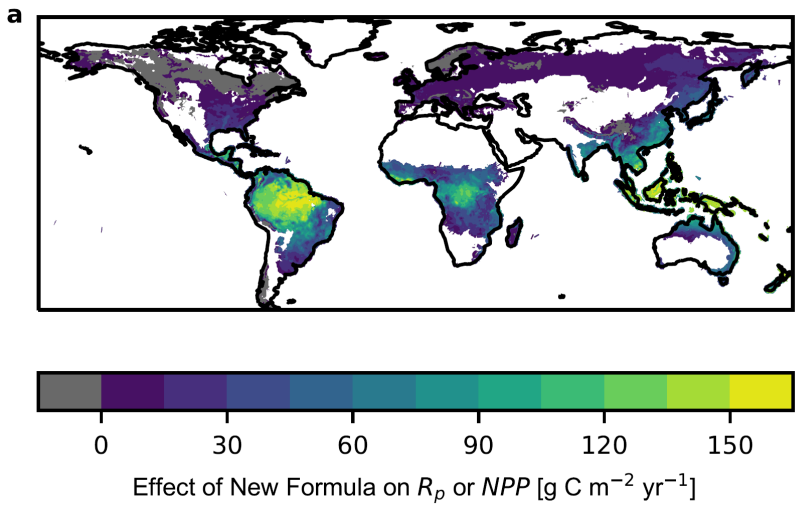 a
0 30 60 90 120 150
Effect of New Formula on Rₚ or NPP [g C m⁻² yr⁻¹]